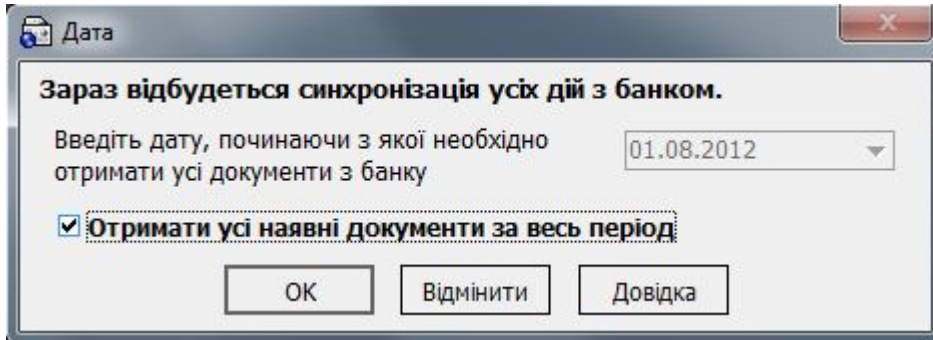 Дата
Зараз відбудеться синхронізація усіх дій з банком.
Введіть дату, починаючи з якої необхідно
отримати усі документи з банку
01.08.2012
Отримати усі наявні документи за весь період
OK
Відмінити
Довідка